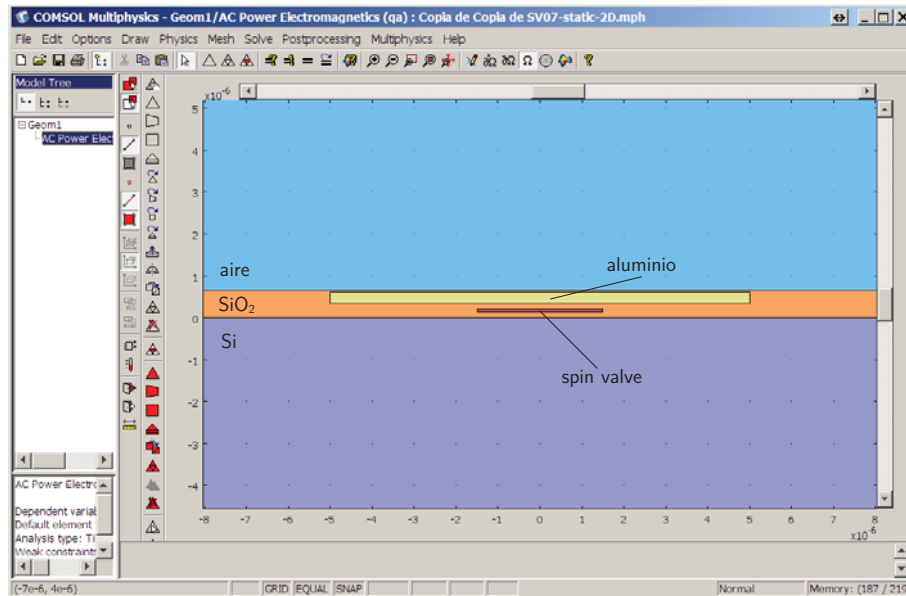 COMSOL Multiphysics - Geom1/AC Power Electromagnetics (qa) : Copia de Copia de SV07-static-2D.mph
File Edit Options Draw Physics Mesh Solve Postprocessing Multiphysics Help
Model Tree
Geom1
AC Power Elec
AC Power Electro
Dependent variab
Default element
Analysis type: Ti
Weak constraints
x10⁻⁶
5
4
3
2
1
0
-1
-2
-3
-4
aire
aluminio
SiO₂
Si
spin valve
-8 -7 -6 -5 -4 -3 -2 -1 0 1 2 3 4 5 6 7 8
x10⁻⁶
(-7e-6, 4e-6) GRID EQUAL SNAP Normal Memory: (187 / 219